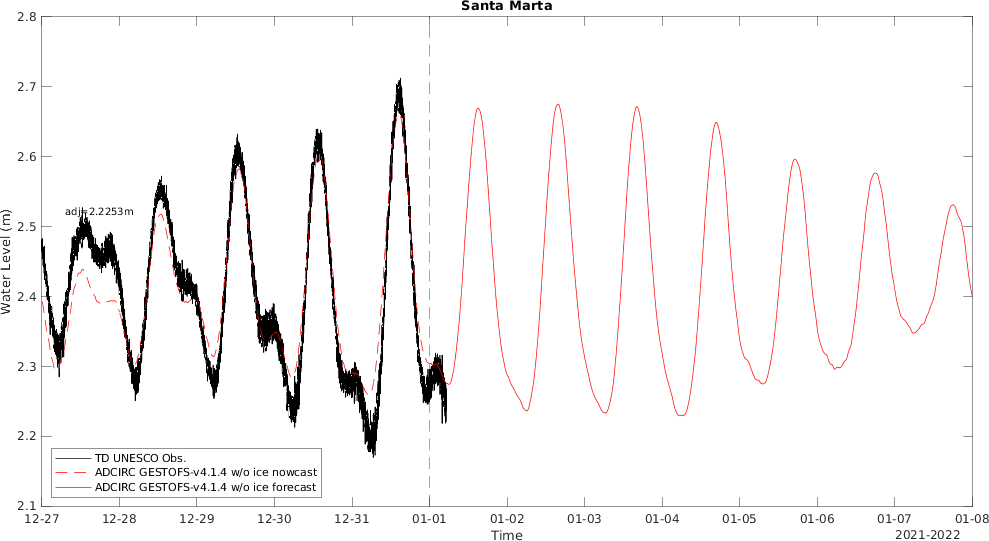 Santa Marta
2.8
2.7
2.6
2.5
2.4
2.3
2.2
2.1
Water Level (m)
adj=2.2253m
TD UNESCO Obs.
ADCIRC GESTOFS-v4.1.4 w/o ice nowcast
ADCIRC GESTOFS-v4.1.4 w/o ice forecast
12-27 12-28 12-29 12-30 12-31 01-01 01-02 01-03 01-04 01-05 01-06 01-07 01-08
Time
2021-2022